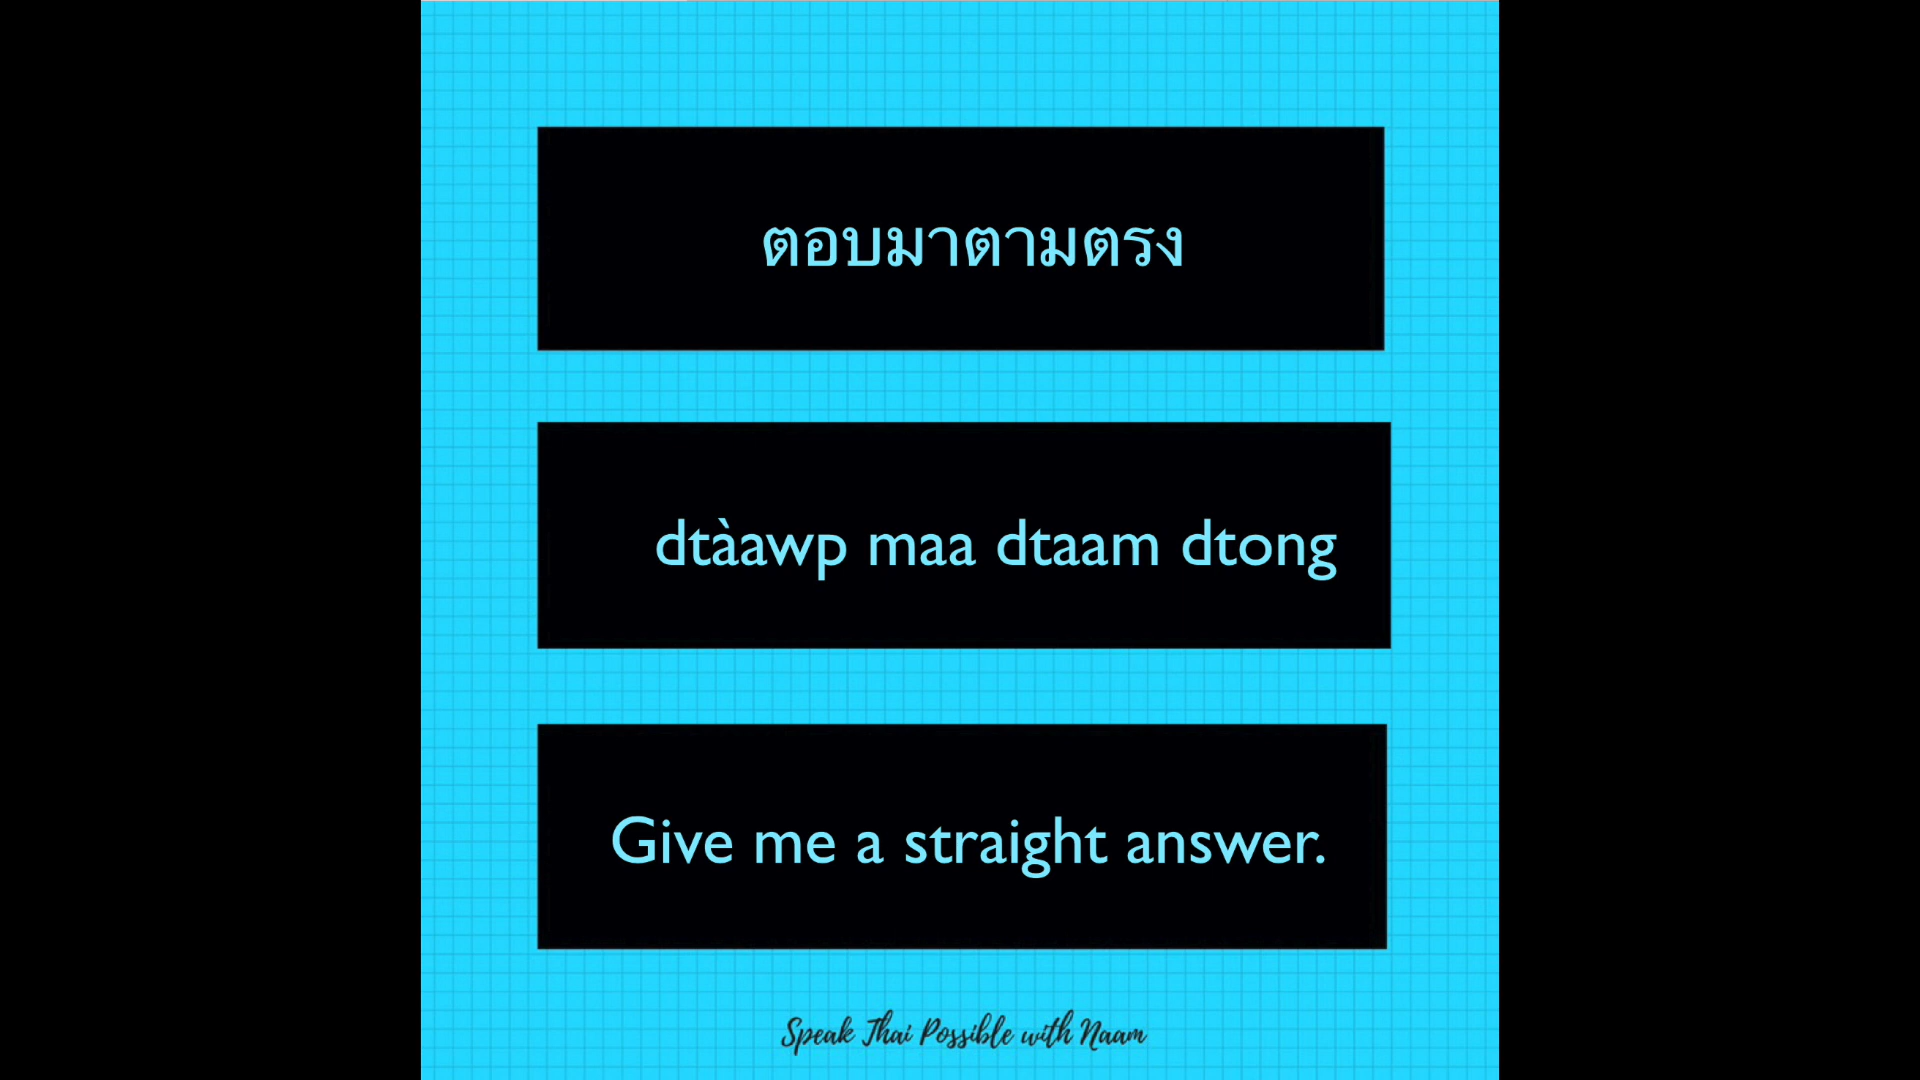 ตอบมาตามตรง
dtàawp maa dtaam dtong
Give me a straight answer.
Speak Thai Possible with Naam